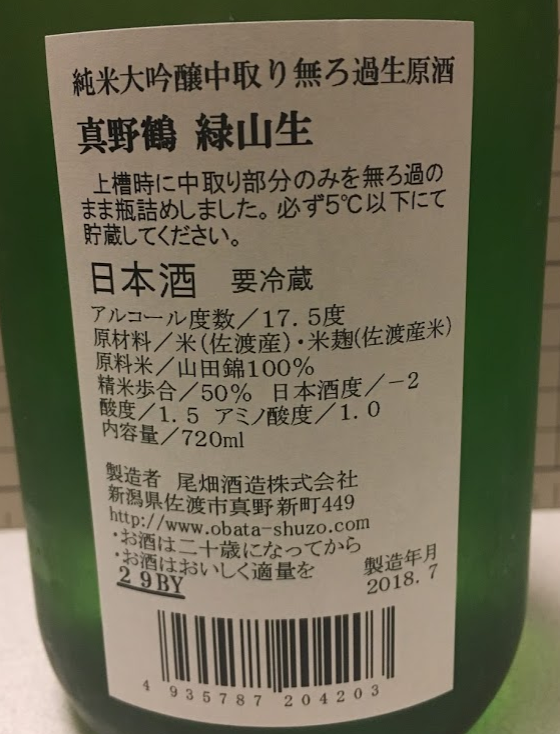 純米大吟醸中取り無ろ過生原酒
真野鶴 緑山生
上槽時に中取り部分のみを無ろ過の
まま瓶詰めしました。必ず5℃以下にて
貯蔵してください。
日本酒 要冷蔵
アルコール度数／17.5度
原材料／米(佐渡産)・米麹(佐渡産米)
原料米／山田錦100%
精米歩合／50% 日本酒度／-2
酸度／1.5 アミノ酸度／1.0
内容量／720ml
製造者 尾畑酒造株式会社
新潟県佐渡市真野新町449
http://www.obata-shuzo.com
・お酒は二十歳になってから
・お酒はおいしく適量を
製造年月
29BY
2018.7
4 935787 204203